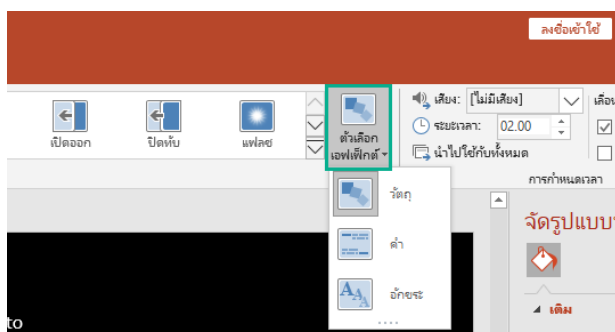 ลงชื่อเข้าใช้
เปิดออก
ปิดทับ
แฟลช
ตัวเลือก
เอฟเฟ็กต์
เสียง: [ไม่มีเสียง]
ระยะเวลา: 02.00
นำไปใช้กับทั้งหมด
การกำหนดเวลา
วัตถุ
คำ
อักขระ
จัดรูปแบบ
เติม
to